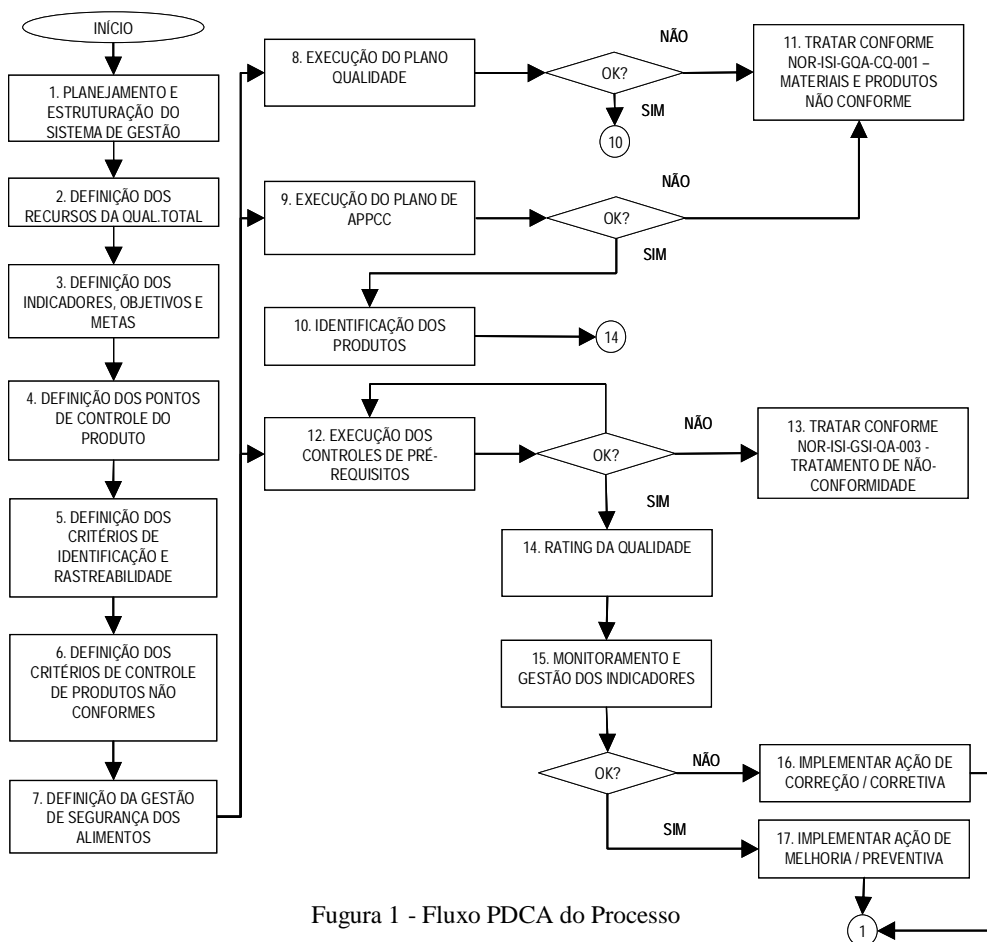 INÍCIO
1. PLANEJAMENTO E
ESTRUTURAÇÃO DO
SISTEMA DE GESTÃO
2. DEFINIÇÃO DOS
RECURSOS DA QUAL.TOTAL
3. DEFINIÇÃO DOS
INDICADORES, OBJETIVOS E
METAS
4. DEFINIÇÃO DOS PONTOS
DE CONTROLE DO
PRODUTO
5. DEFINIÇÃO DOS
CRITÉRIOS DE
IDENTIFICAÇÃO E
RASTREABILIDADE
6. DEFINIÇÃO DOS
CRITÉRIOS DE CONTROLE
DE PRODUTOS NÃO
CONFORMES
7. DEFINIÇÃO DA GESTÃO
DE SEGURANÇA DOS
ALIMENTOS
8. EXECUÇÃO DO PLANO
QUALIDADE
OK?
NÃO
SIM
10
11. TRATAR CONFORME
NOR-ISI-GQA-CQ-001 –
MATERIAIS E PRODUTOS
NÃO CONFORME
9. EXECUÇÃO DO PLANO DE
APPCC
OK?
NÃO
SIM
10. IDENTIFICAÇÃO DOS
PRODUTOS
14
12. EXECUÇÃO DOS
CONTROLES DE PRÉ-
REQUISITOS
OK?
NÃO
SIM
13. TRATAR CONFORME
NOR-ISI-GSI-QA-003 -
TRATAMENTO DE NÃO-
CONFORMIDADE
14. RATING DA QUALIDADE
15. MONITORAMENTO E
GESTÃO DOS INDICADORES
OK?
NÃO
SIM
16. IMPLEMENTAR AÇÃO DE
CORREÇÃO / CORRETIVA
17. IMPLEMENTAR AÇÃO DE
MELHORIA / PREVENTIVA
1
Fugura 1 - Fluxo PDCA do Processo